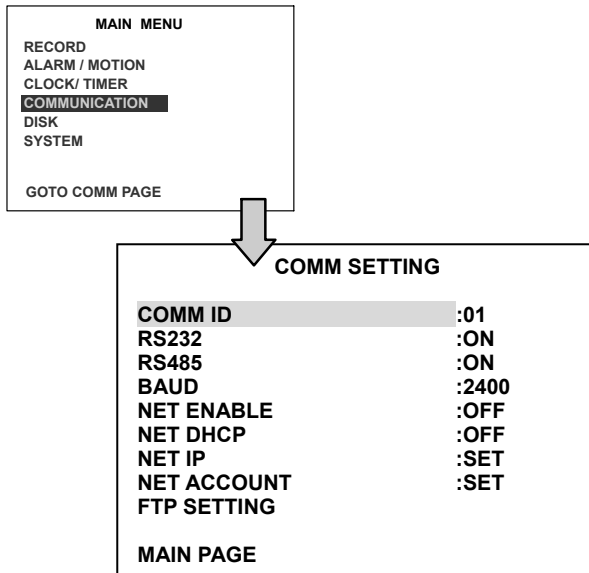 MAIN MENU
RECORD
ALARM / MOTION
CLOCK/ TIMER
COMMUNICATION
DISK
SYSTEM
GOTO COMM PAGE
COMM SETTING
COMM ID :01
RS232 :ON
RS485 :ON
BAUD :2400
NET ENABLE :OFF
NET DHCP :OFF
NET IP :SET
NET ACCOUNT :SET
FTP SETTING
MAIN PAGE